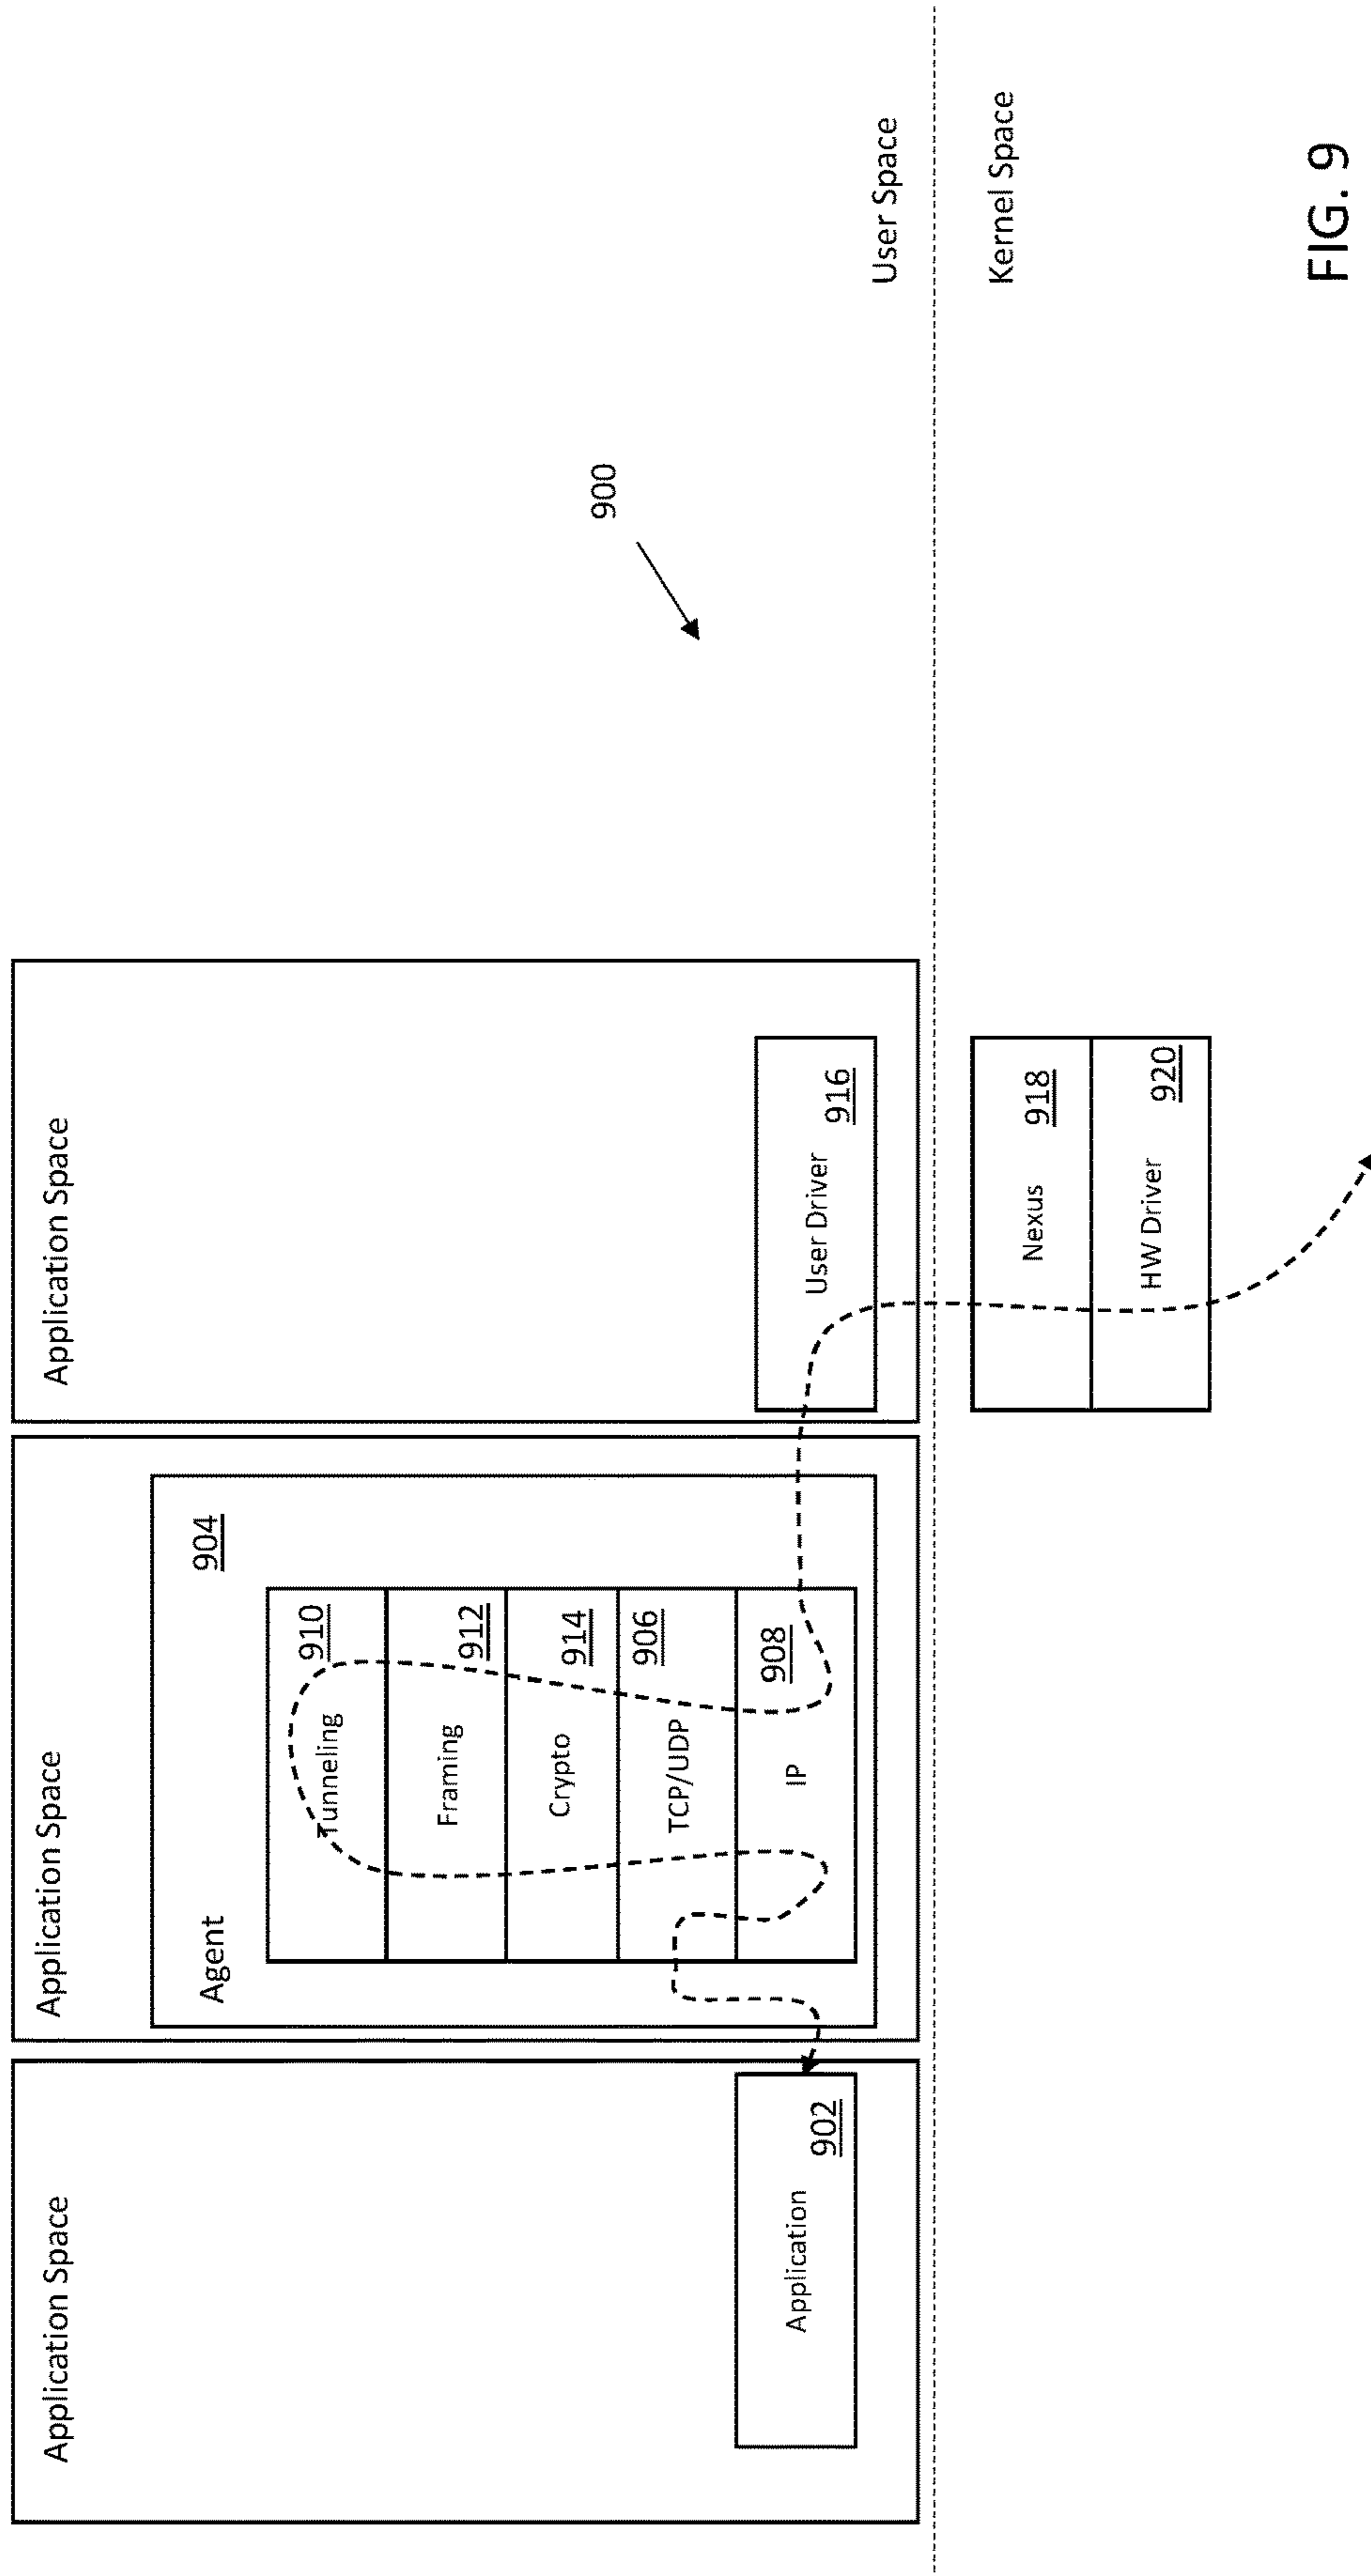 Application Space
Application
902
Application Space
Agent
904
Tunneling
910
Framing
912
Crypto
914
TCP/UDP
906
IP
908
Application Space
User Driver
916
900
User Space
Kernel Space
Nexus
918
HW Driver
920
FIG. 9